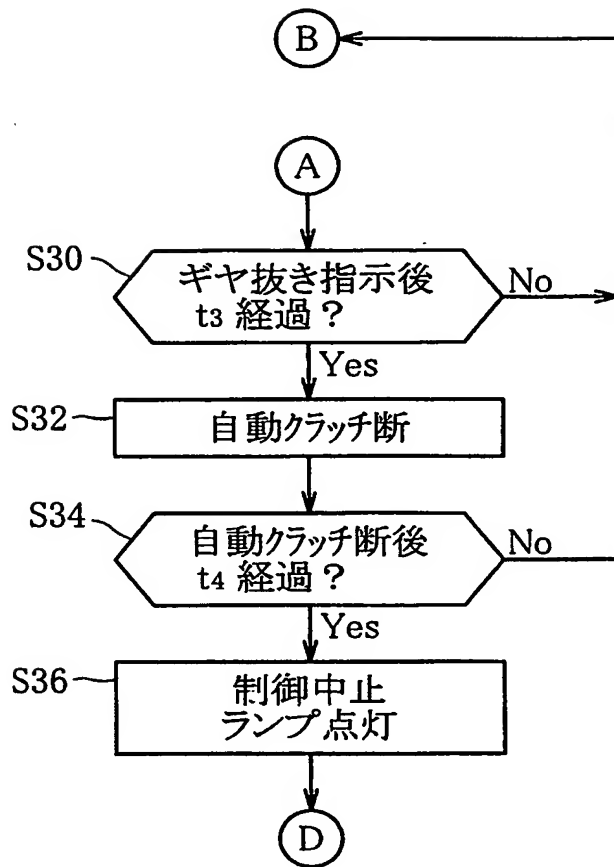 B
A
S30
ギヤ抜き指示後
t3 経過？
No
Yes
S32
自動クラッチ断
S34
自動クラッチ断後
t4 経過？
No
Yes
S36
制御中止
ランプ点灯
D